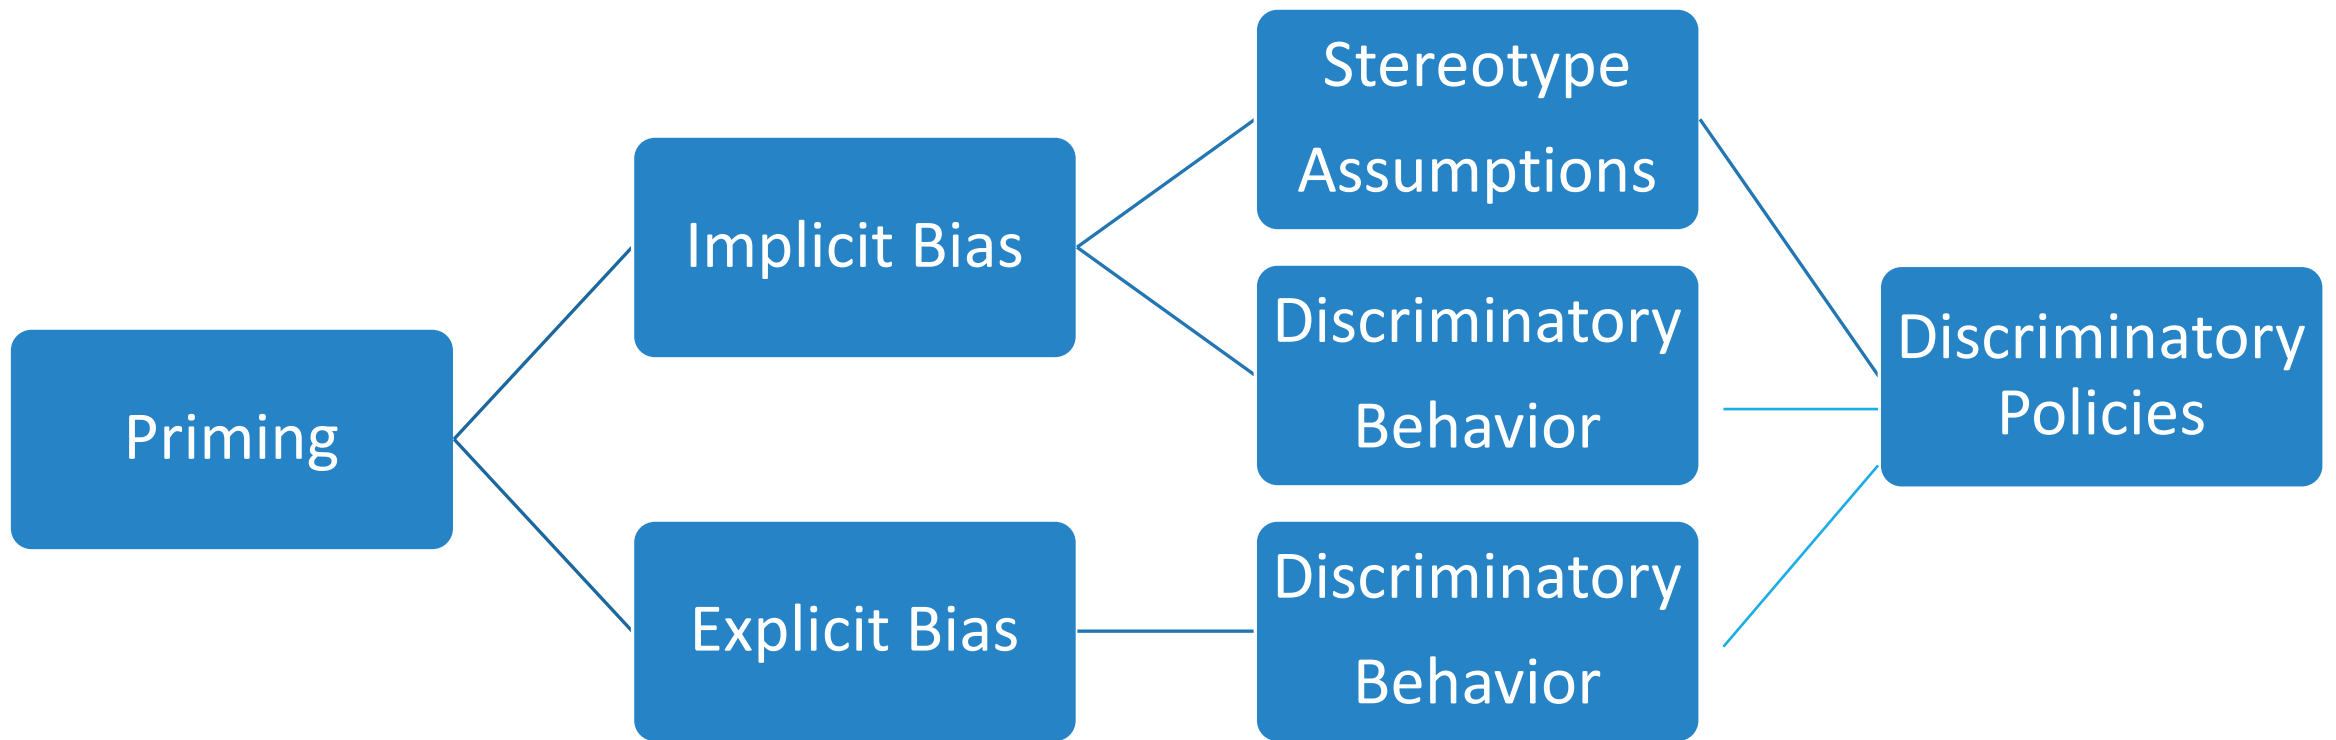 Priming
Implicit Bias
Explicit Bias
Stereotype
Assumptions
Discriminatory
Behavior
Discriminatory
Behavior
Discriminatory
Policies